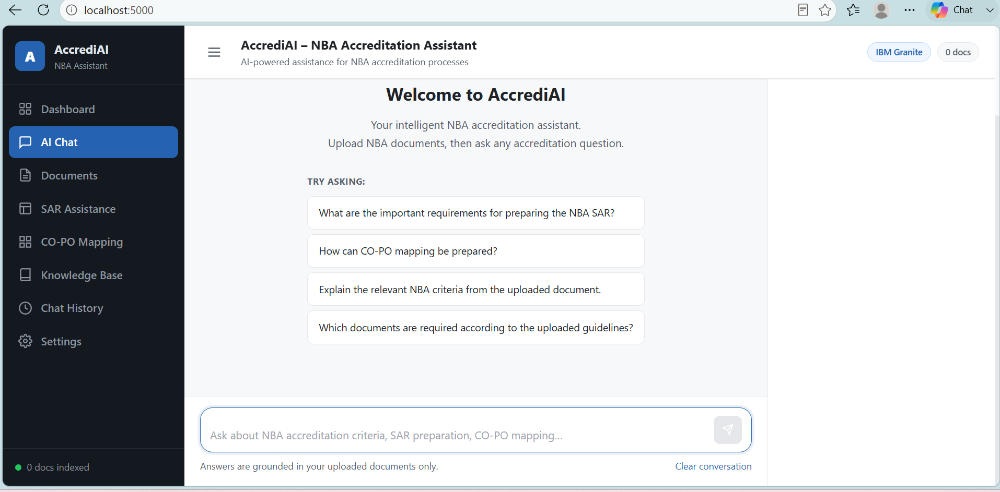 localhost:5000
Chat
A
AccrediAI
NBA Assistant
Dashboard
AI Chat
Documents
SAR Assistance
CO-PO Mapping
Knowledge Base
Chat History
Settings
0 docs indexed
AccrediAI – NBA Accreditation Assistant
AI-powered assistance for NBA accreditation processes
IBM Granite
0 docs
Welcome to AccrediAI
Your intelligent NBA accreditation assistant.
Upload NBA documents, then ask any accreditation question.
TRY ASKING:
What are the important requirements for preparing the NBA SAR?
How can CO-PO mapping be prepared?
Explain the relevant NBA criteria from the uploaded document.
Which documents are required according to the uploaded guidelines?
Ask about NBA accreditation criteria, SAR preparation, CO-PO mapping...
Answers are grounded in your uploaded documents only.
Clear conversation